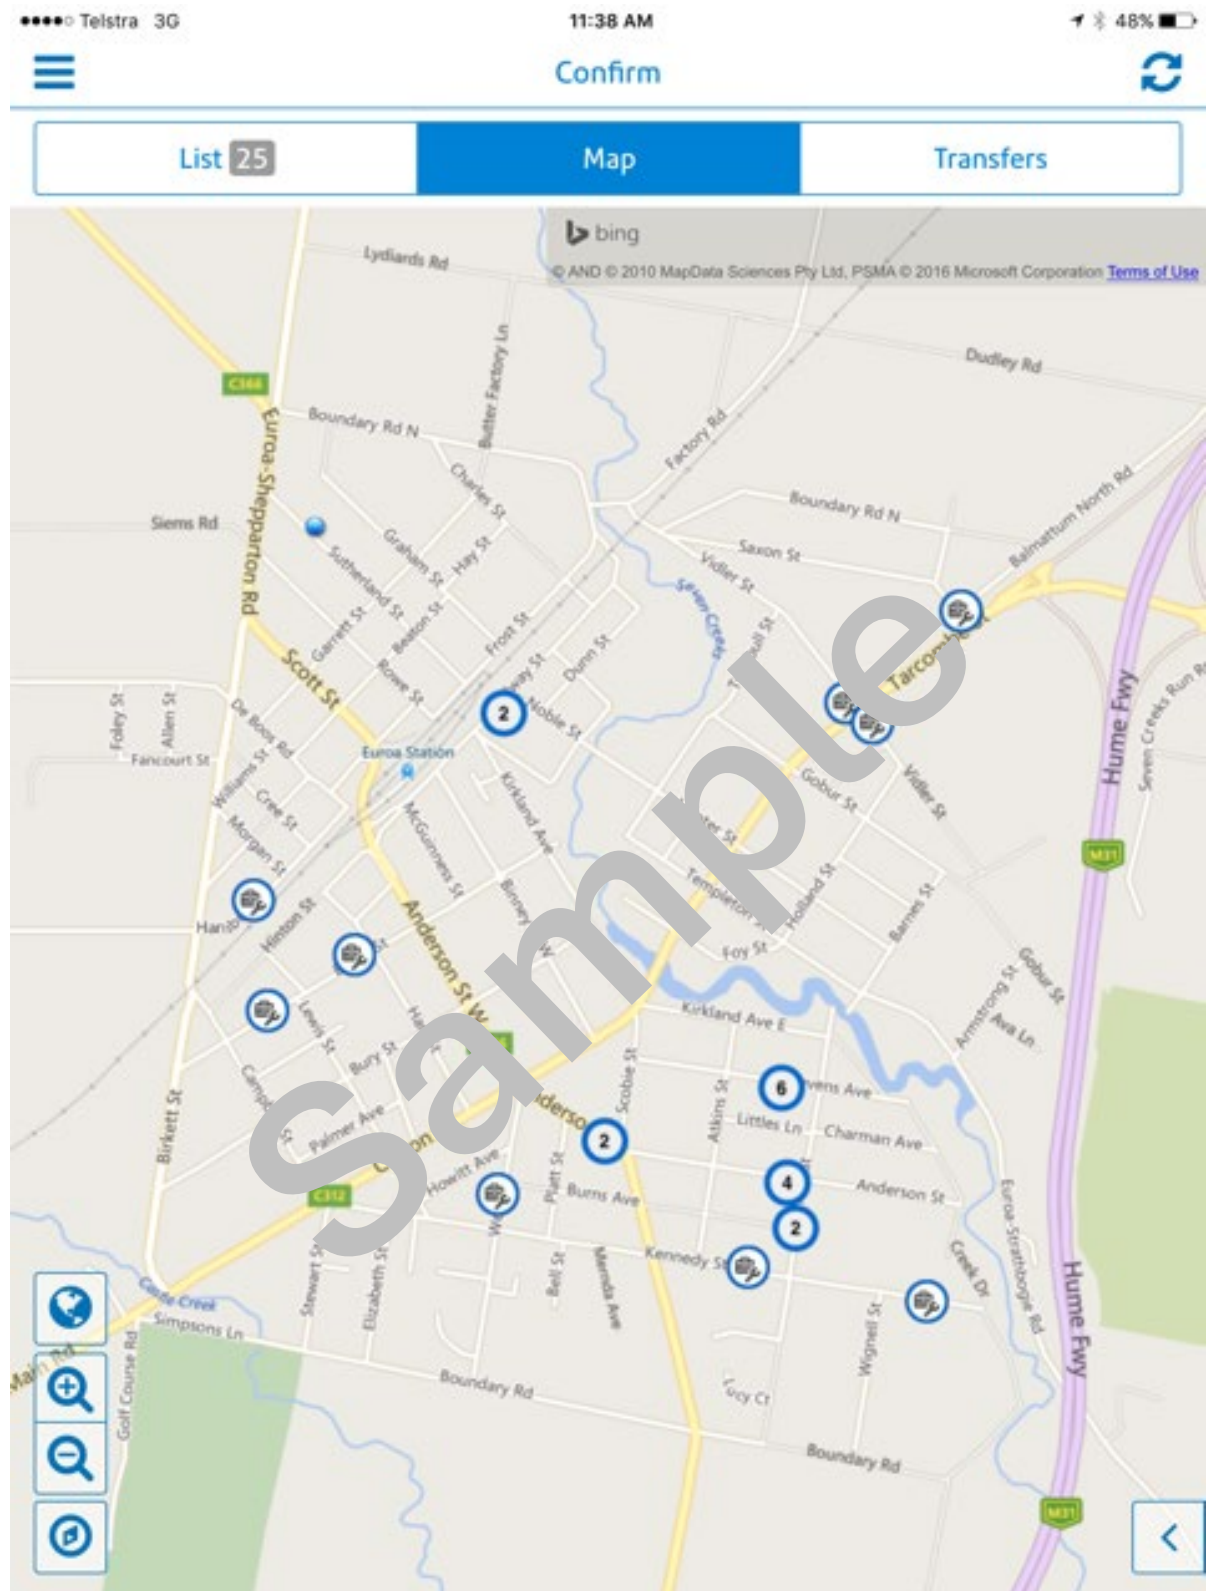 Telstra 3G
11:38 AM
48%
Confirm
List 25
Map
Transfers
bing
© AND © 2010 MapData Sciences Pty Ltd, PSMA © 2016 Microsoft Corporation Terms of Use
Lydiards Rd
Butter Factory Ln
Dudley Rd
C366
Boundary Rd N
Factory Rd
Euroa-Shepparton Rd
Charles St
Boundary Rd N
Balmattum North Rd
Siems Rd
Graham St
Hay St
Saxon St
Vidler St
Sutherland St
Seven Creeks
Garrett St
Beaton St
Frost St
Dunn St
Scott St
Rowe St
Tarcombe
Hume Fwy
Seven Creeks Run
Foley St
Allen St
De Boos Rd
2
Noble St
Fancourt St
Euroa Station
Williams St
Kirkland Ave
Gobur St
Vidler St
Cree St
Morgan St
McGuinness St
M31
Templeton
Holland St
Barnes St
Binney
W
Hinton St
Anderson St W
Foy St
Gobur St
Armstrong St
Ava Ln
Lewis St
Kirkland Ave E
Bury St
Scobie St
6
Atkins St
Littles Ln
Charman Ave
Birkett St
Palmer Ave
2
Howitt Ave
Platt St
Burns Ave
4
Anderson St
2
C312
Kennedy St
Euroa-Strathbogie Rd
Creek Dr
Stewart St
Elizabeth St
Bell St
Merrida Ave
Castle Creek
Simpsons Ln
Main Rd
Golf Course Rd
Wignell St
Hume Fwy
Boundary Rd
Lucy Ct
Boundary Rd
M31
Sample